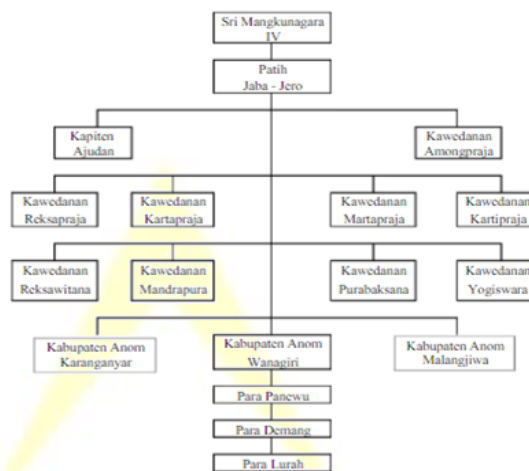 Sri Mangkunagara
IV
Patih
Jaba - Jero
Kapiten
Ajudan
Kawedanan
Amongpraja
Kawedanan
Reksapraja
Kawedanan
Kartapraja
Kawedanan
Martapraja
Kawedanan
Kartipraja
Kawedanan
Reksawitana
Kawedanan
Mandrapura
Kawedanan
Purabaksana
Kawedanan
Yogiswara
Kabupaten Anom
Karanganyar
Kabupaten Anom
Wanagiri
Kabupaten Anom
Malangjiwa
Para Panewu
Para Demang
Para Lurah